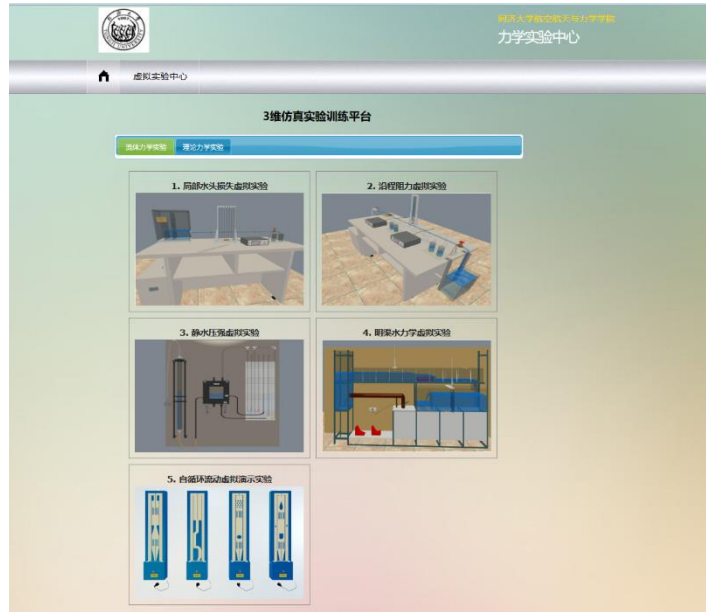 同济大学航空航天与力学学院
力学实验中心
虚拟实验中心
3维仿真实验训练平台
流体力学实验 理论力学实验
1. 局部水头损失虚拟实验
2. 沿程阻力虚拟实验
3. 静水压强虚拟实验
4. 明渠水力学虚拟实验
5. 自循环流动虚拟演示实验